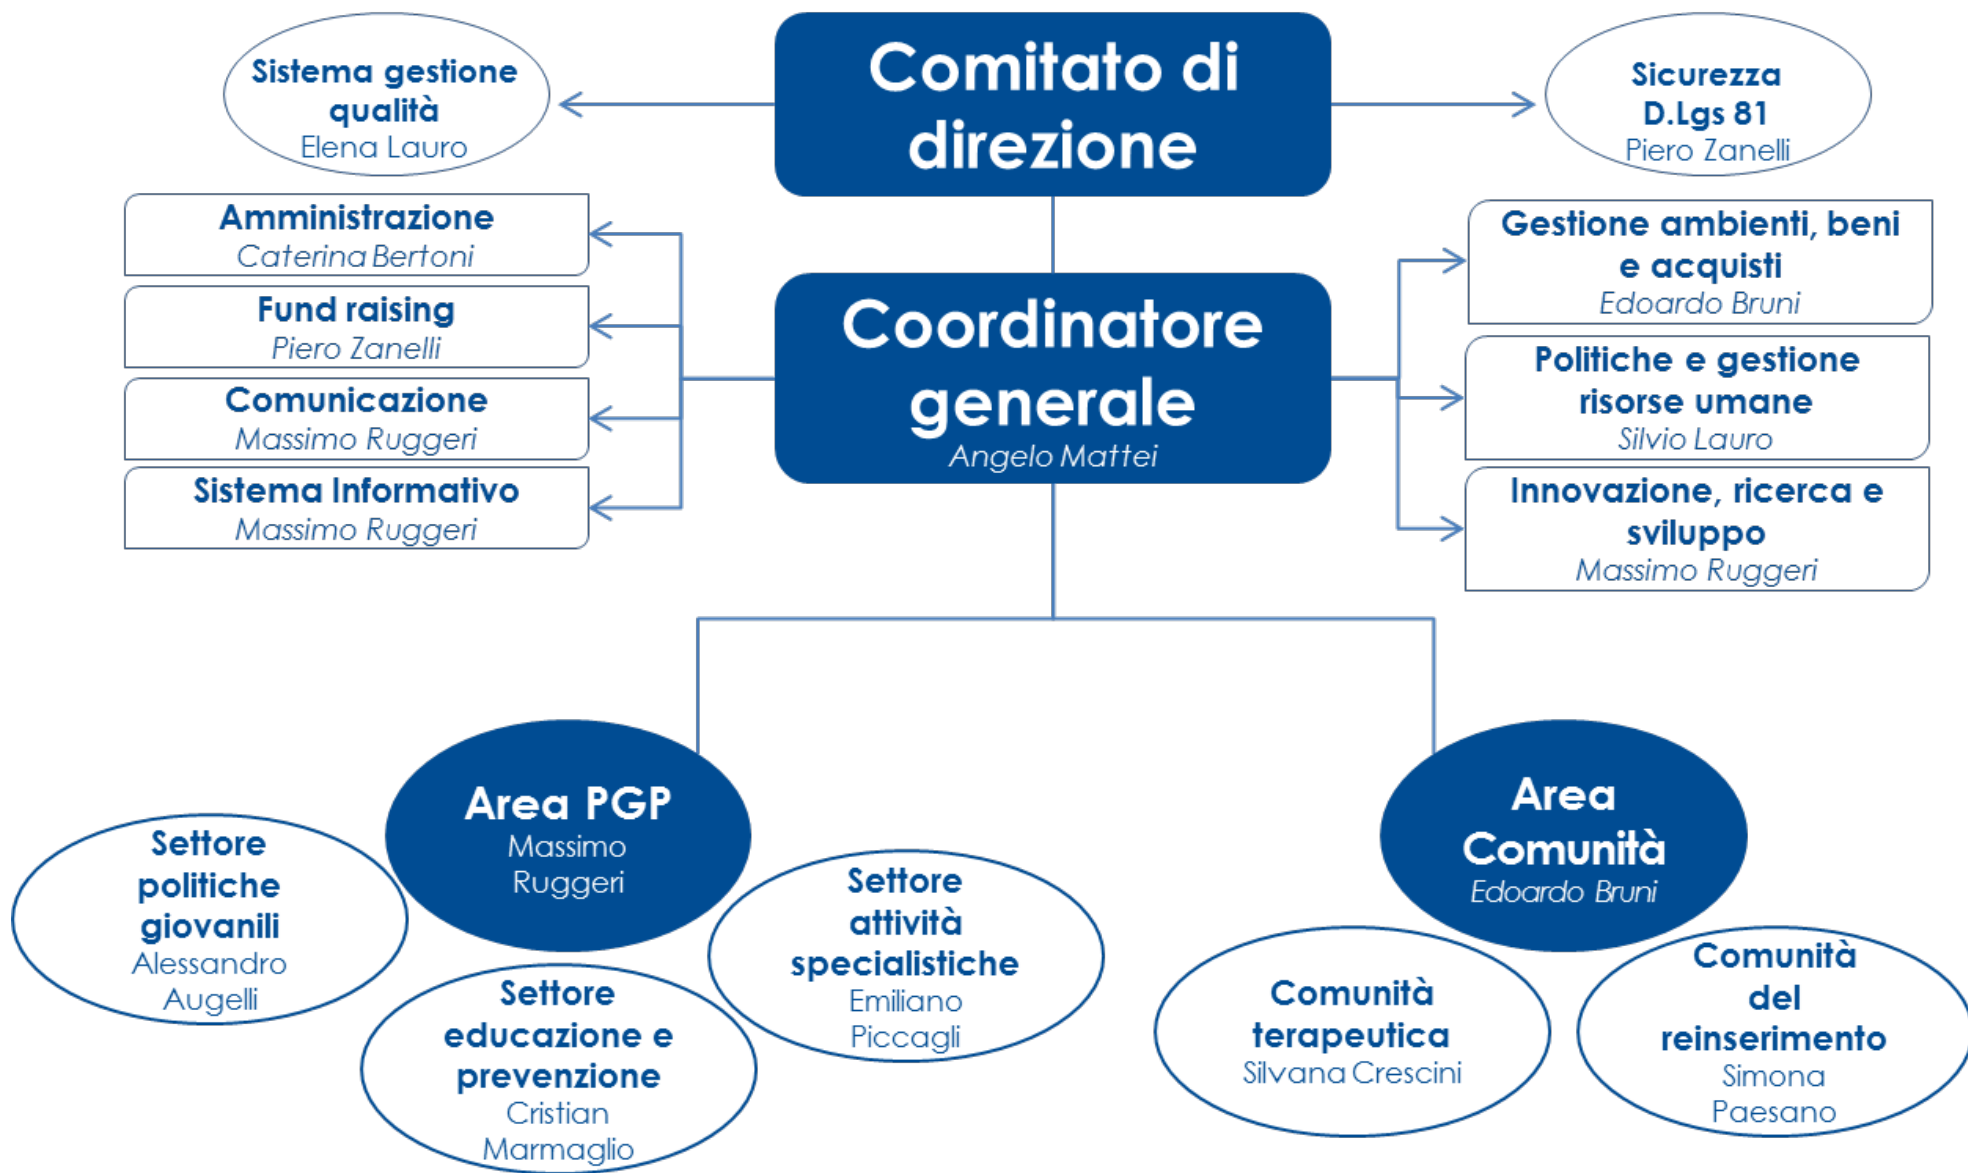 Sistema gestione
qualità
Elena Lauro
Comitato di
direzione
Sicurezza
D.Lgs 81
Piero Zanelli
Amministrazione
Caterina Bertoni
Fund raising
Piero Zanelli
Comunicazione
Massimo Ruggeri
Sistema Informativo
Massimo Ruggeri
Coordinatore
generale
Angelo Mattei
Gestione ambienti, beni
e acquisti
Edoardo Bruni
Politiche e gestione
risorse umane
Silvio Lauro
Innovazione, ricerca e
sviluppo
Massimo Ruggeri
Area PGP
Massimo
Ruggeri
Settore
politiche
giovanili
Alessandro
Augelli
Settore
educazione e
prevenzione
Cristian
Marmaglio
Settore
attività
specialistiche
Emiliano
Piccagli
Area
Comunità
Edoardo Bruni
Comunità
terapeutica
Silvana Crescini
Comunità
del
reinserimento
Simona
Paesano